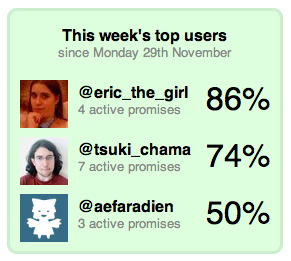 This week's top users
since Monday 29th November
@eric_the_girl 86%
4 active promises
@tsuki_chama 74%
7 active promises
@aefaradien 50%
3 active promises